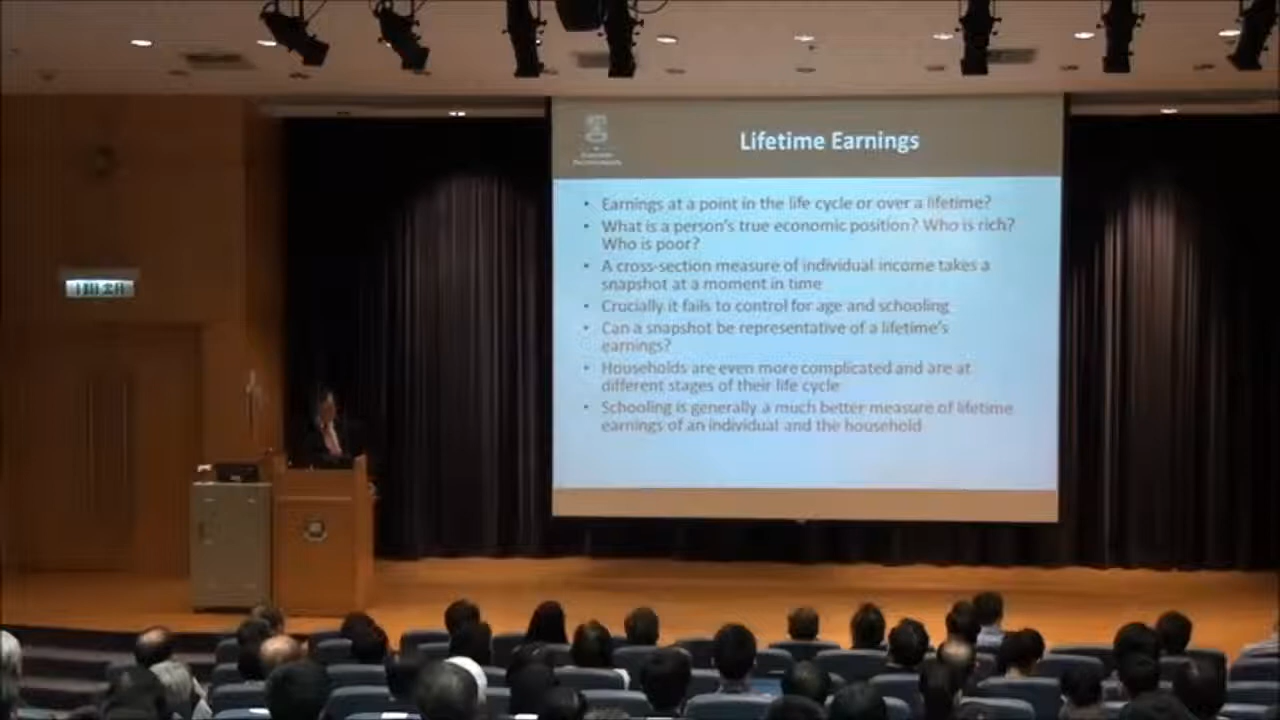 Lifetime Earnings
• Earnings at a point in the life cycle or over a lifetime?
• What is a person's true economic position? Who is rich?
Who is poor?
• A cross-section measure of individual income takes a
snapshot at a moment in time
• Crucially it fails to control for age and schooling
• Can a snapshot be representative of a lifetime's
earnings?
• Households are even more complicated and are at
different stages of their life cycle
• Schooling is generally a much better measure of lifetime
earnings of an individual and the household